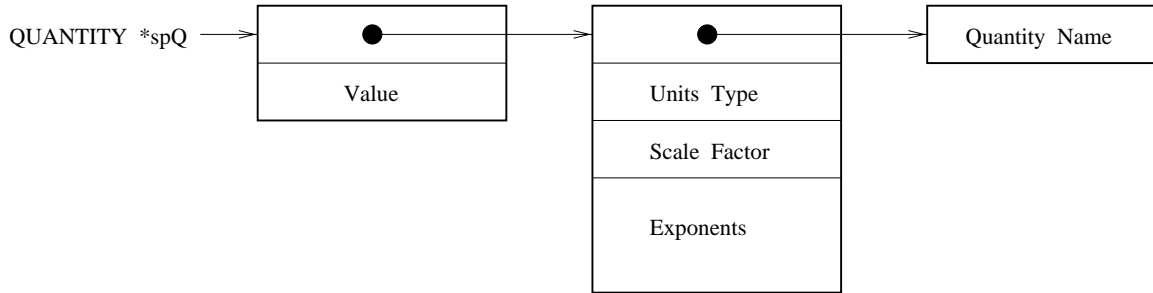 QUANTITY *spQ
Quantity Name
Value
Units Type
Scale Factor
Exponents